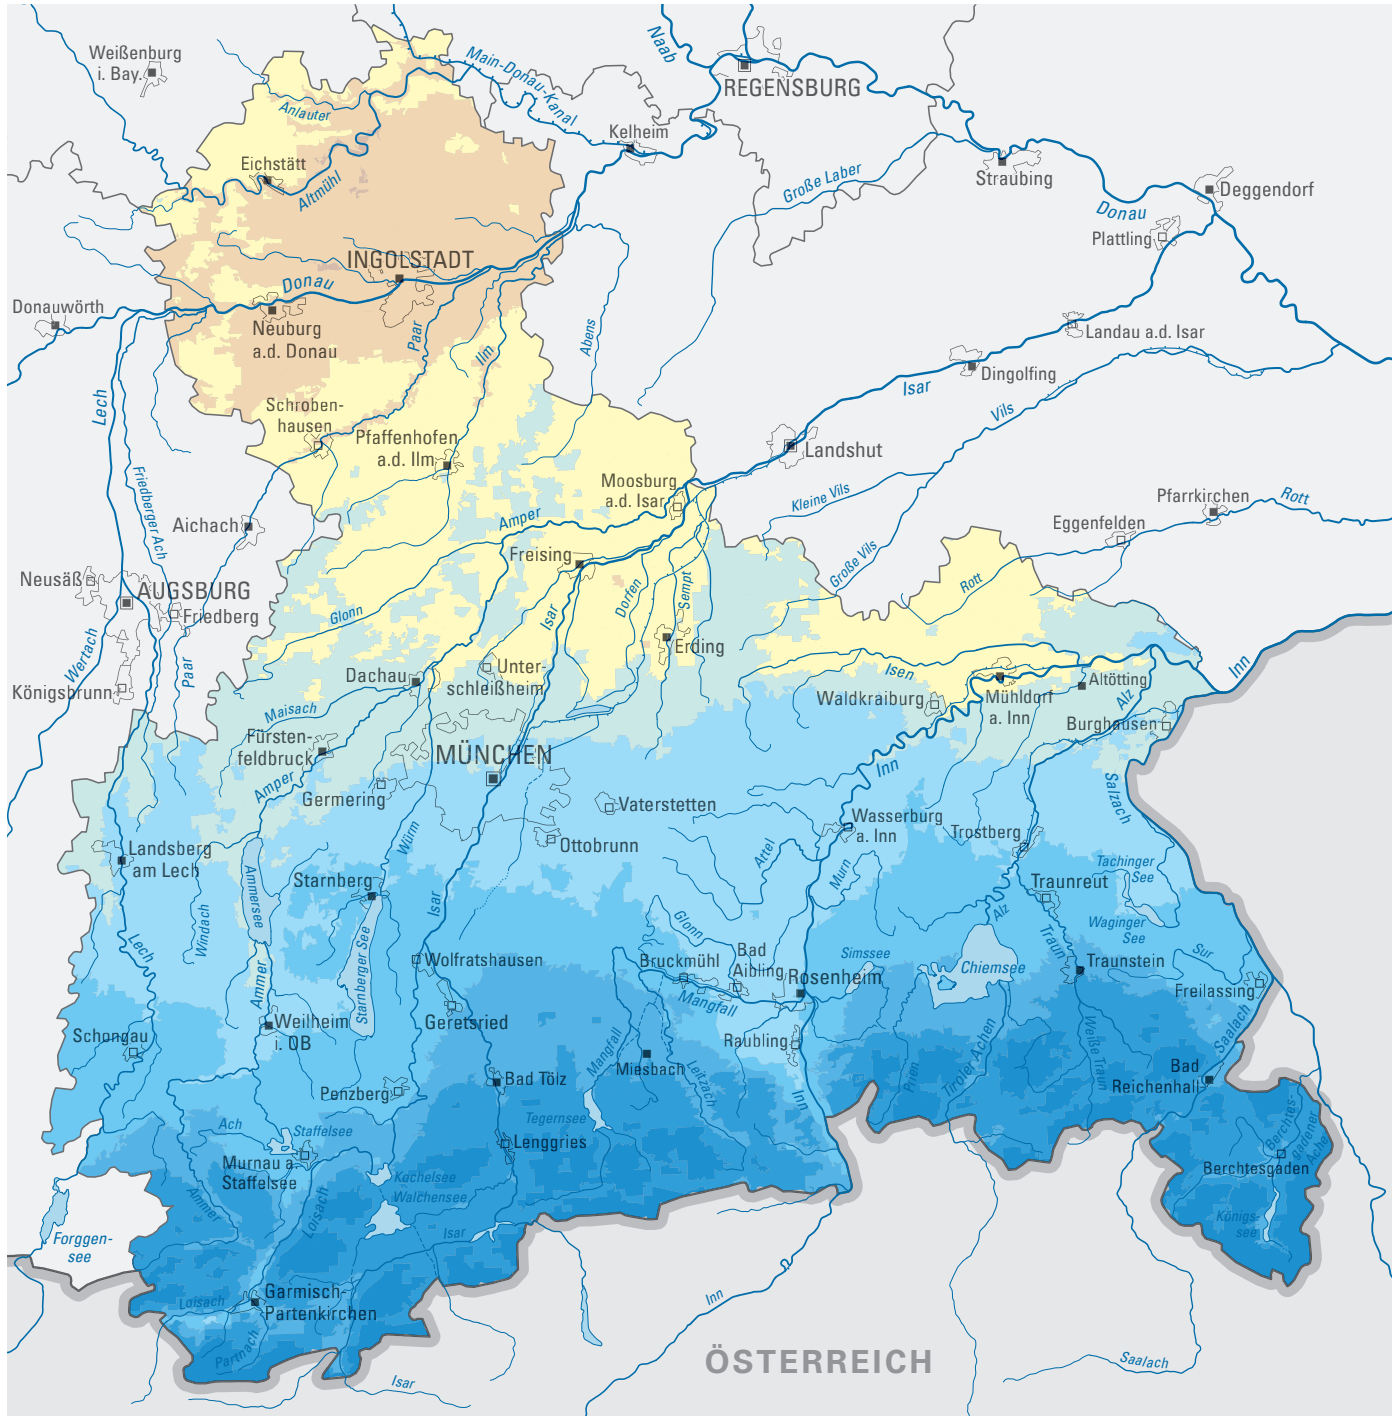 Weißenburg
i. Bay.
Naab
Main-Donau-Kanal
REGENSBURG
Anlauter
Kelheim
Eichstätt
Altmühl
Große Laber
Straubing
Deggendorf
Donau
Plattling
INGOLSTADT
Donau
Donauwörth
Neuburg
a.d. Donau
Paar
Ilm
Abens
Landau a.d. Isar
Dingolfing
Isar
Vils
Lech
Schroben-
hausen
Pfaffenhofen
a.d. Ilm
Landshut
Friedberger Ach
Moosburg
a.d. Isar
Kleine Vils
Pfarrkirchen
Rott
Aichach
Amper
Eggenfelden
Freising
Große Vils
Neusäß
AUGSBURG
Friedberg
Glonn
Isar
Dorfen
Sempt
Rott
Erding
Wertach
Paar
Königsbrunn
Dachau
Unter-
schleißheim
Isen
Inn
Maisach
Waldkraiburg
Mühldorf
a. Inn
Altötting
Alz
Burghausen
Fürsten-
feldbruck
MÜNCHEN
Inn
Amper
Germering
Vaterstetten
Salzach
Wasserburg
a. Inn
Trostberg
Landsberg
am Lech
Würm
Ottobrunn
Attel
Murn
Tachinger
See
Ammersee
Starnberg
Isar
Traunreut
Alz
Windach
Lech
Starnberger See
Glonn
Waginger
See
Traun
Sur
Wolfratshausen
Bruckmühl
Bad
Aibling
Simssee
Chiemsee
Traunstein
Ammer
Rosenheim
Freilassing
Mangfall
Weilheim
i. OB
Geretsried
Schongau
Raubling
Saalach
Mangfall
Miesbach
Leitzach
Prien
Tiroler Achen
Weiße Traun
Bad
Reichenhall
Penzberg
Bad Tölz
Inn
Tegernsee
Ach
Staffelsee
Lenggries
Murnau a.
Staffelsee
Berchtes-
gadener
Ache
Berchtesgaden
Kochelsee
Walchensee
Ammer
Loisach
Isar
Königs-
see
Forggen-
see
Garmisch-
Partenkirchen
Loisach
Inn
Partnach
Isar
ÖSTERREICH
Saalach